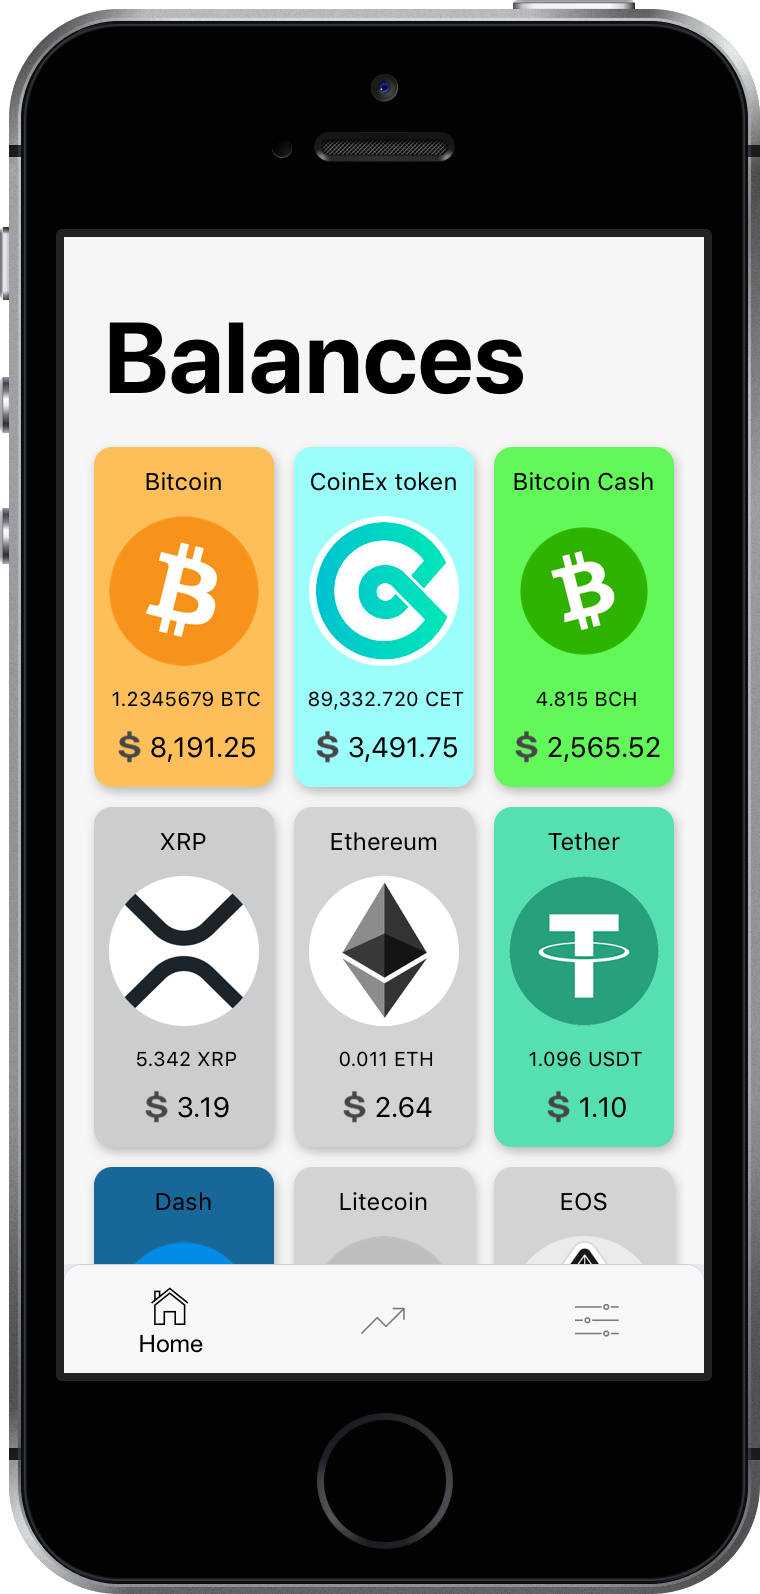 Balances
Bitcoin
1.2345679 BTC
$ 8,191.25
CoinEx token
89,332.720 CET
$ 3,491.75
Bitcoin Cash
4.815 BCH
$ 2,565.52
XRP
5.342 XRP
$ 3.19
Ethereum
0.011 ETH
$ 2.64
Tether
1.096 USDT
$ 1.10
Dash
Litecoin
EOS
Home